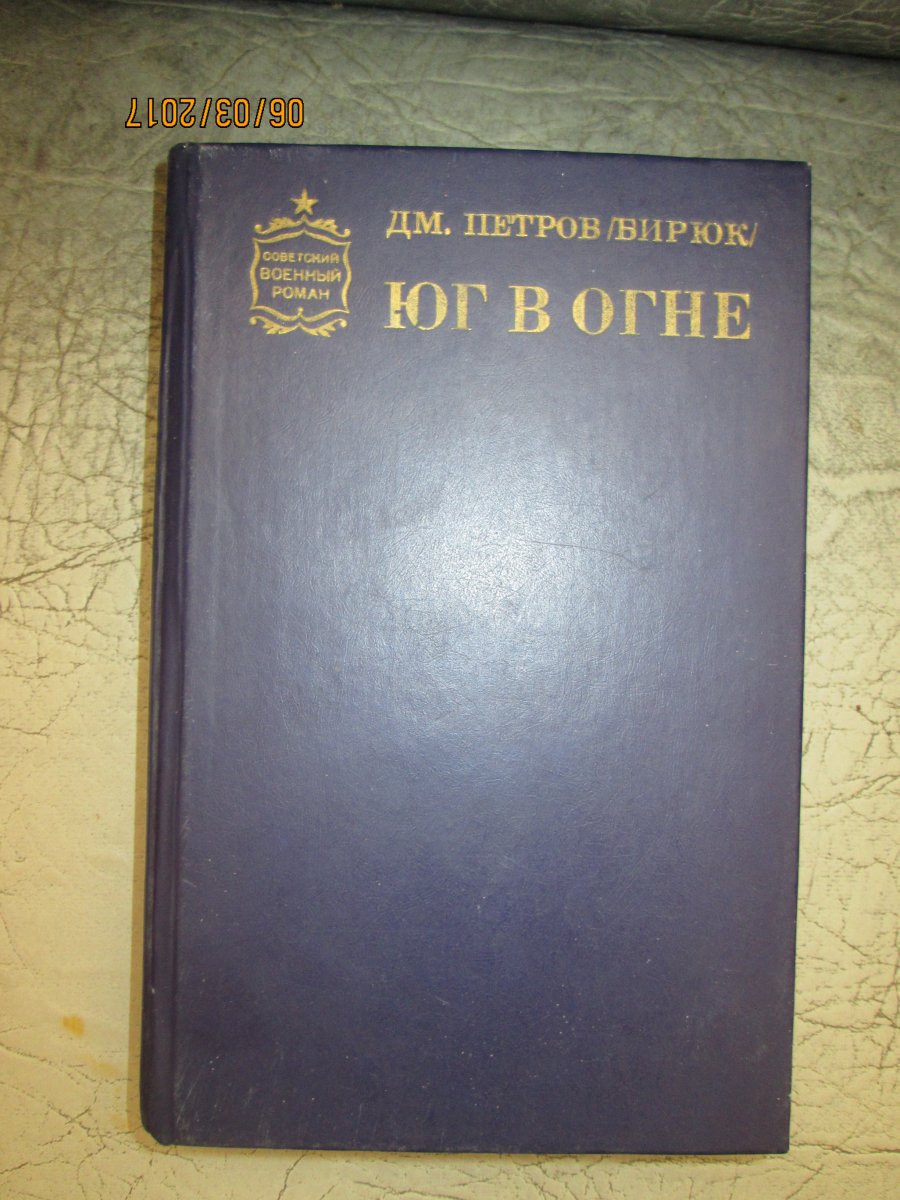 06/03/2017
ДМ. ПЕТРОВ /БИРЮК/
ЮГ В ОГНЕ
СОВЕТСКИЙ
ВОЕННЫЙ
РОМАН